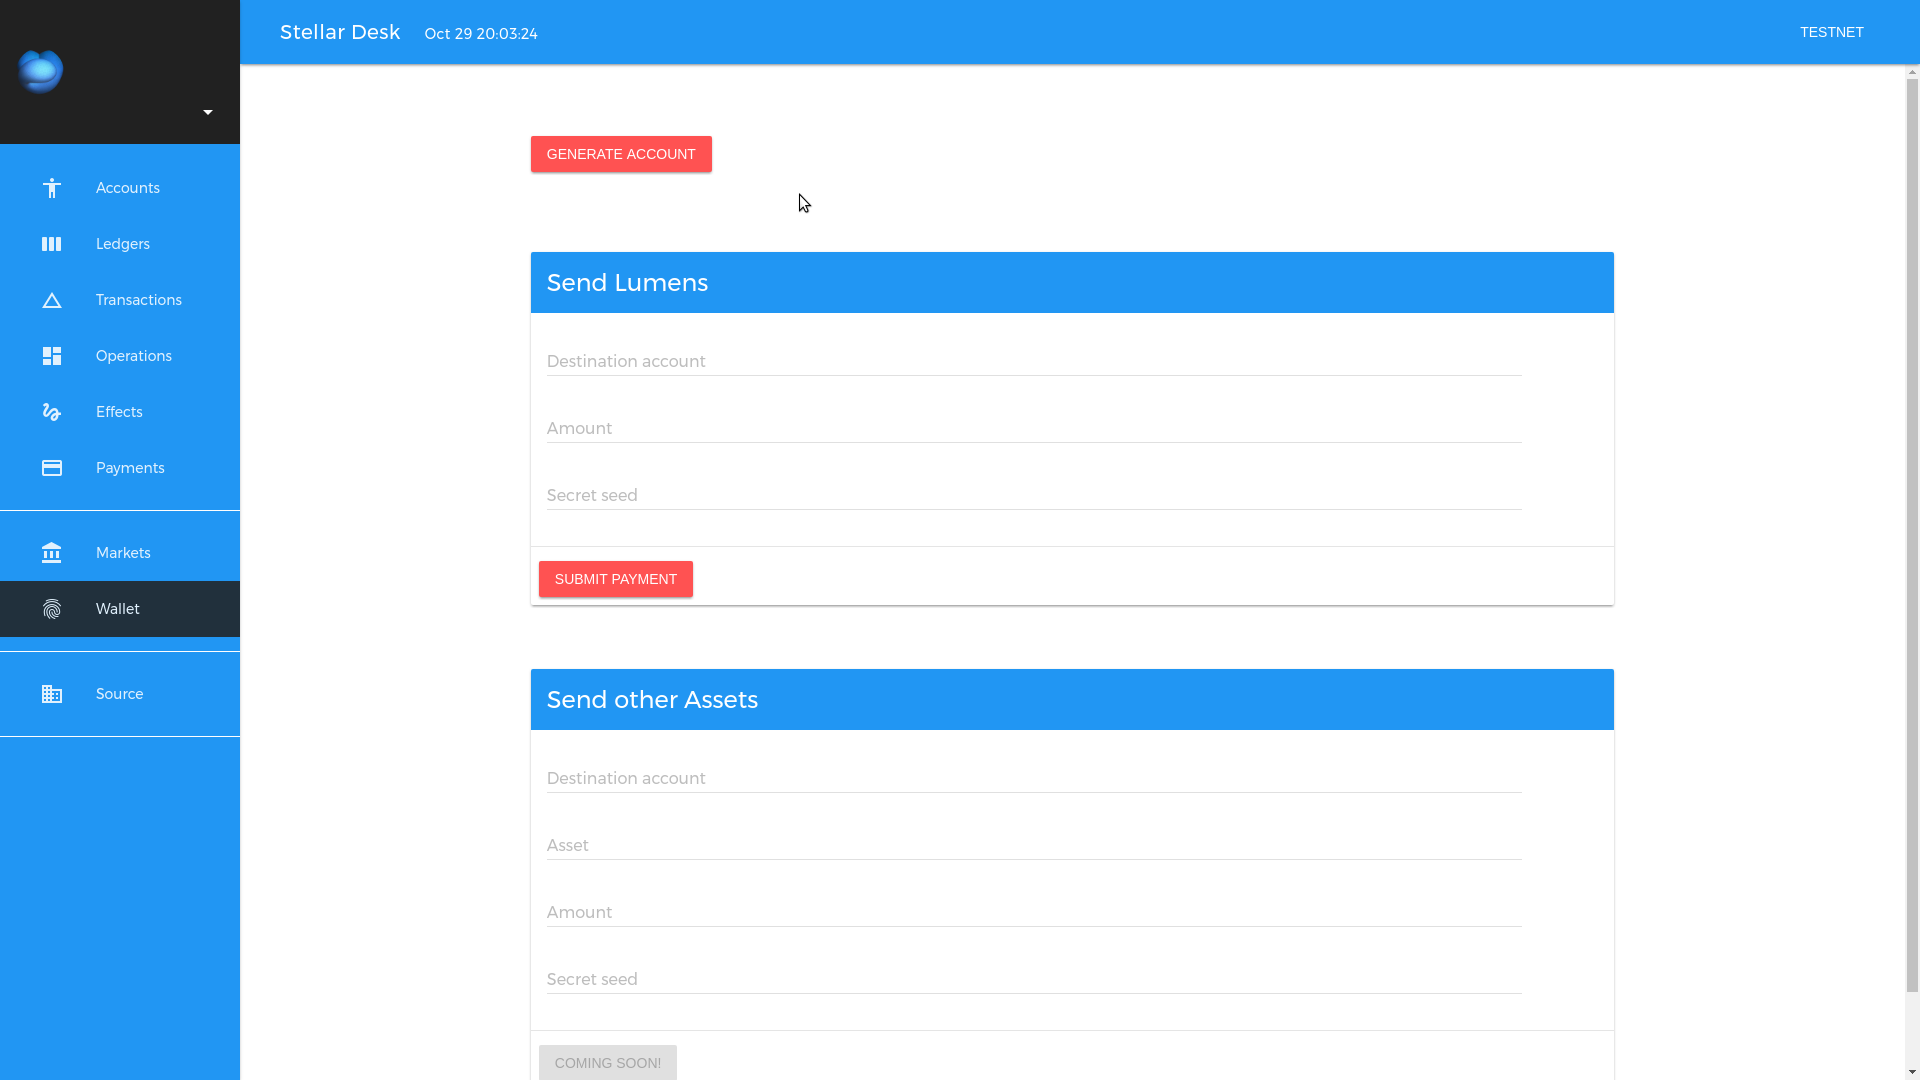 Stellar Desk Oct 29 20:03:24 TESTNET
GENERATE ACCOUNT
Accounts
Ledgers
Transactions
Operations
Effects
Payments
Markets
Wallet
Source
Send Lumens
Destination account
Amount
Secret seed
SUBMIT PAYMENT
Send other Assets
Destination account
Asset
Amount
Secret seed
COMING SOON!